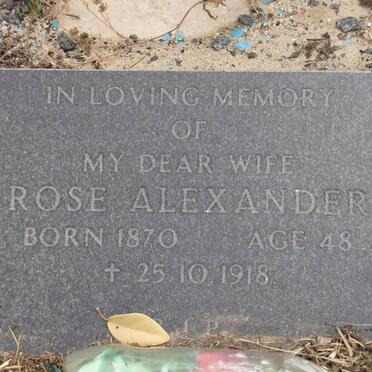 IN LOVING MEMORY
OF
MY DEAR WIFE
ROSE ALEXANDER
BORN 1870 AGE 48
† 25.10.1918